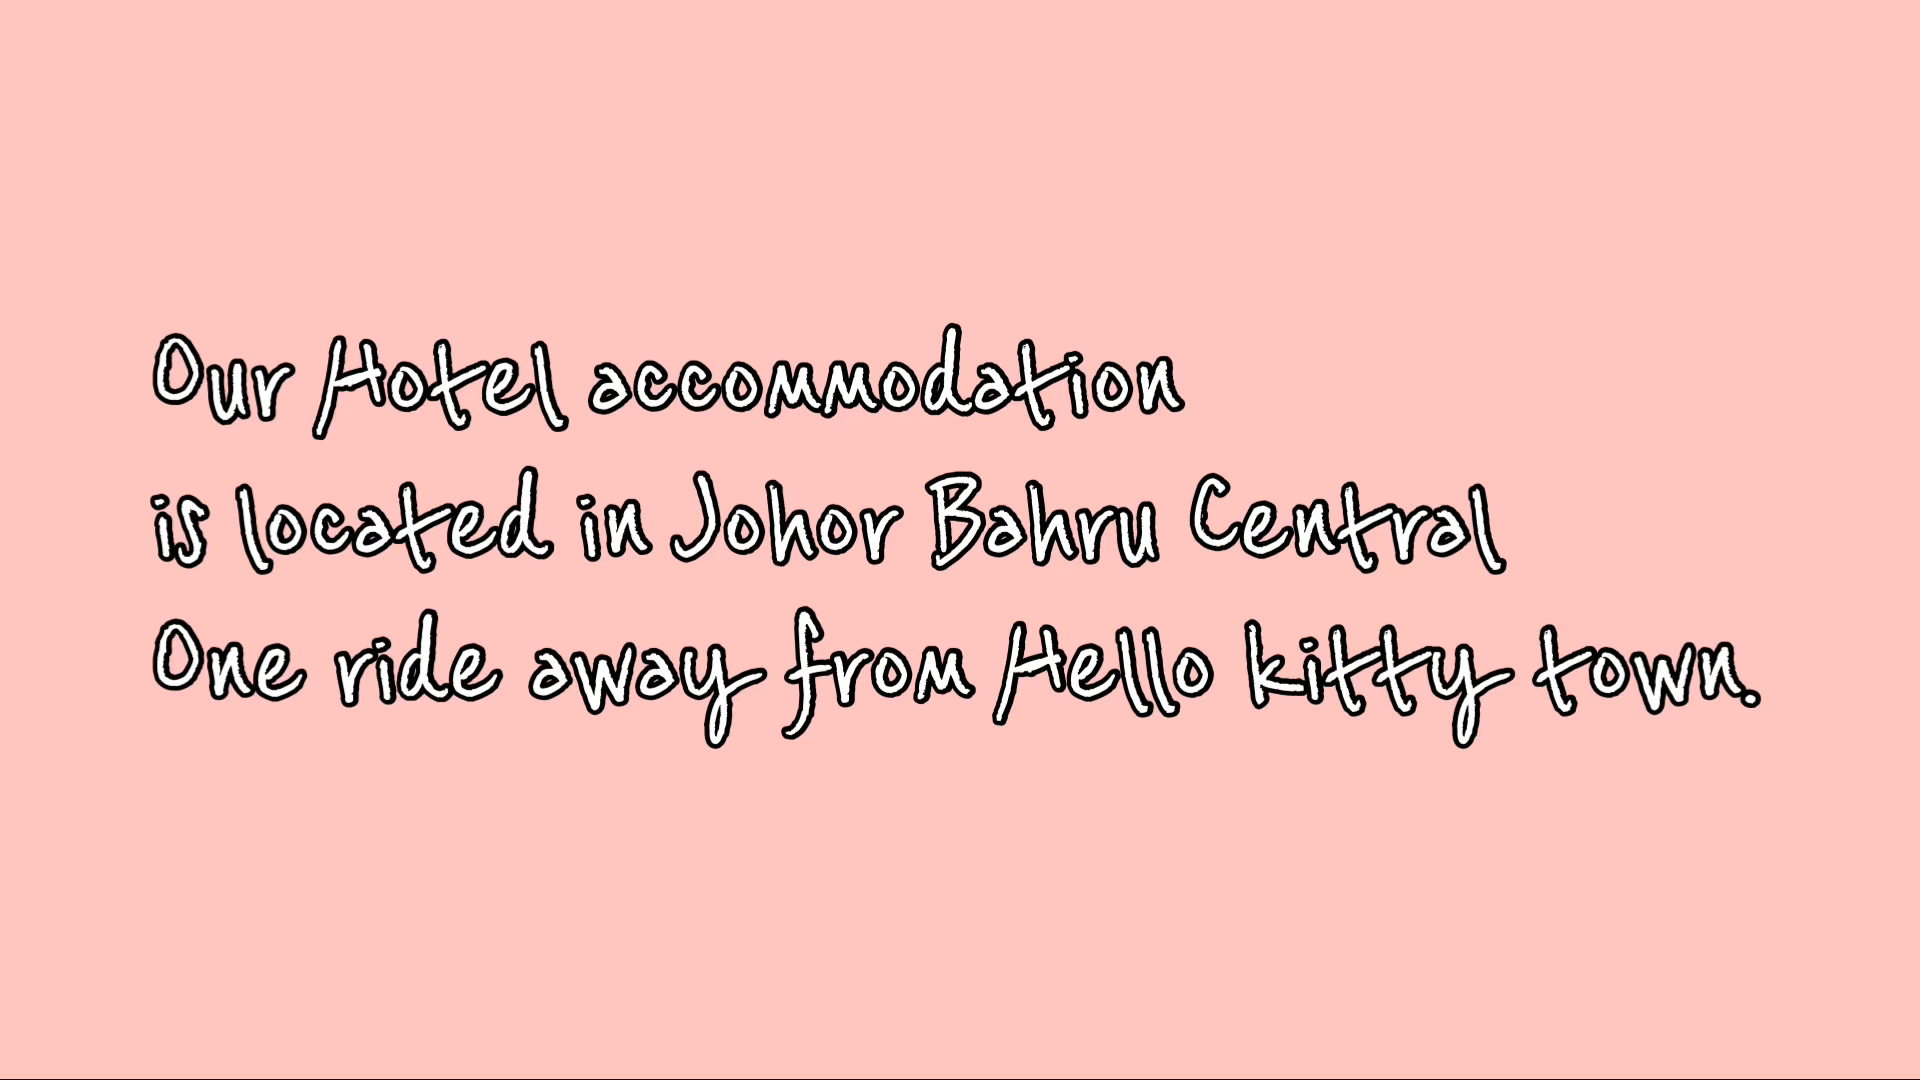 Our Hotel accommodation
is located in Johor Bahru Central
One ride away from Hello kitty town.